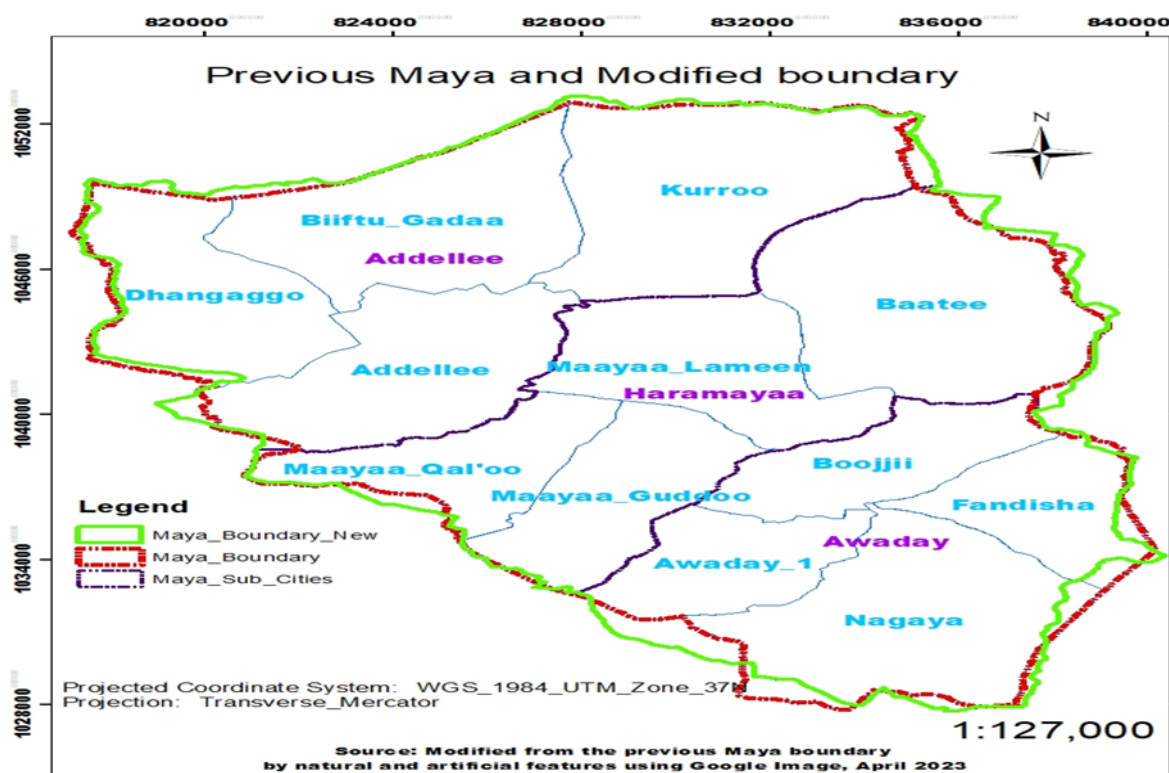 820000 824000 828000 832000 836000 840000
Previous Maya and Modified boundary
1052000
1046000
1040000
1034000
1028000
N
Kurroo
Biiftu_Gadaa
Addellee
Dhangaggo
Baatee
Addellee
Maayaa_Lameen
Haramayaa
Maayaa_Qal'oo
Boojjii
Maayaa_Guddoo
Fandisha
Awaday
Awaday_1
Nagaya
Legend
Maya_Boundary_New
Maya_Boundary
Maya_Sub_Cities
Projected Coordinate System: WGS_1984_UTM_Zone_37N
Projection: Transverse_Mercator
1:127,000
Source: Modified from the previous Maya boundary
by natural and artificial features using Google Image, April 2023